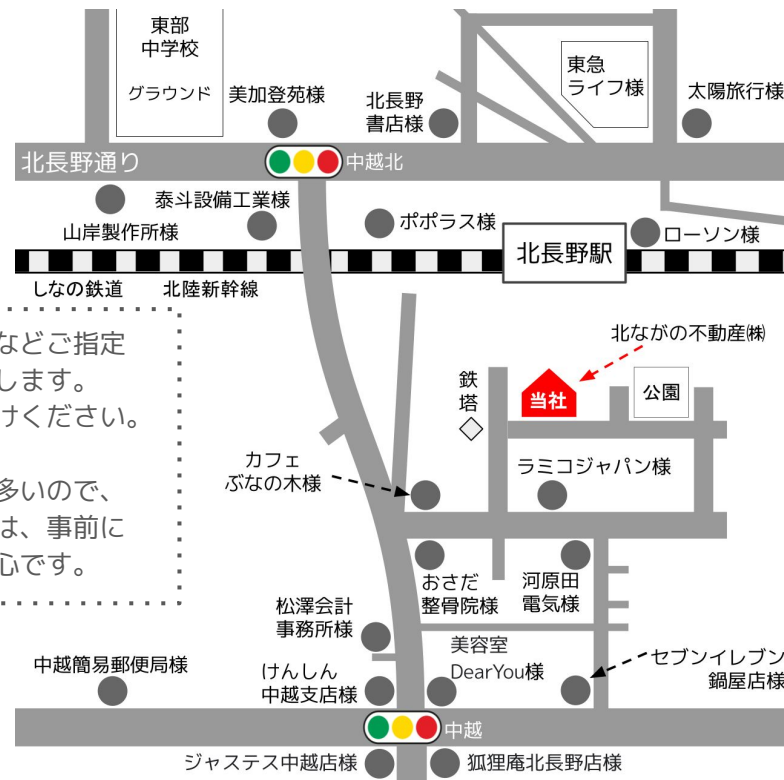 東部
中学校
グラウンド
美加登苑様
北長野
書店様
東急
ライフ様
太陽旅行様
北長野通り
中越北
山岸製作所様
泰斗設備工業様
ポポラス様
北長野駅
ローソン様
しなの鉄道
北陸新幹線
などご指定
します。
けください。
多いので、
は、事前に
心です。
北ながの不動産㈱
鉄
塔
当社
公園
カフェ
ぶなの木様
ラミコジャパン様
おさだ
整骨院様
河原田
電気様
松澤会計
事務所様
美容室
DearYou様
セブンイレブン
鍋屋店様
中越簡易郵便局様
けんしん
中越支店様
中越
ジャステス中越店様
狐狸庵北長野店様